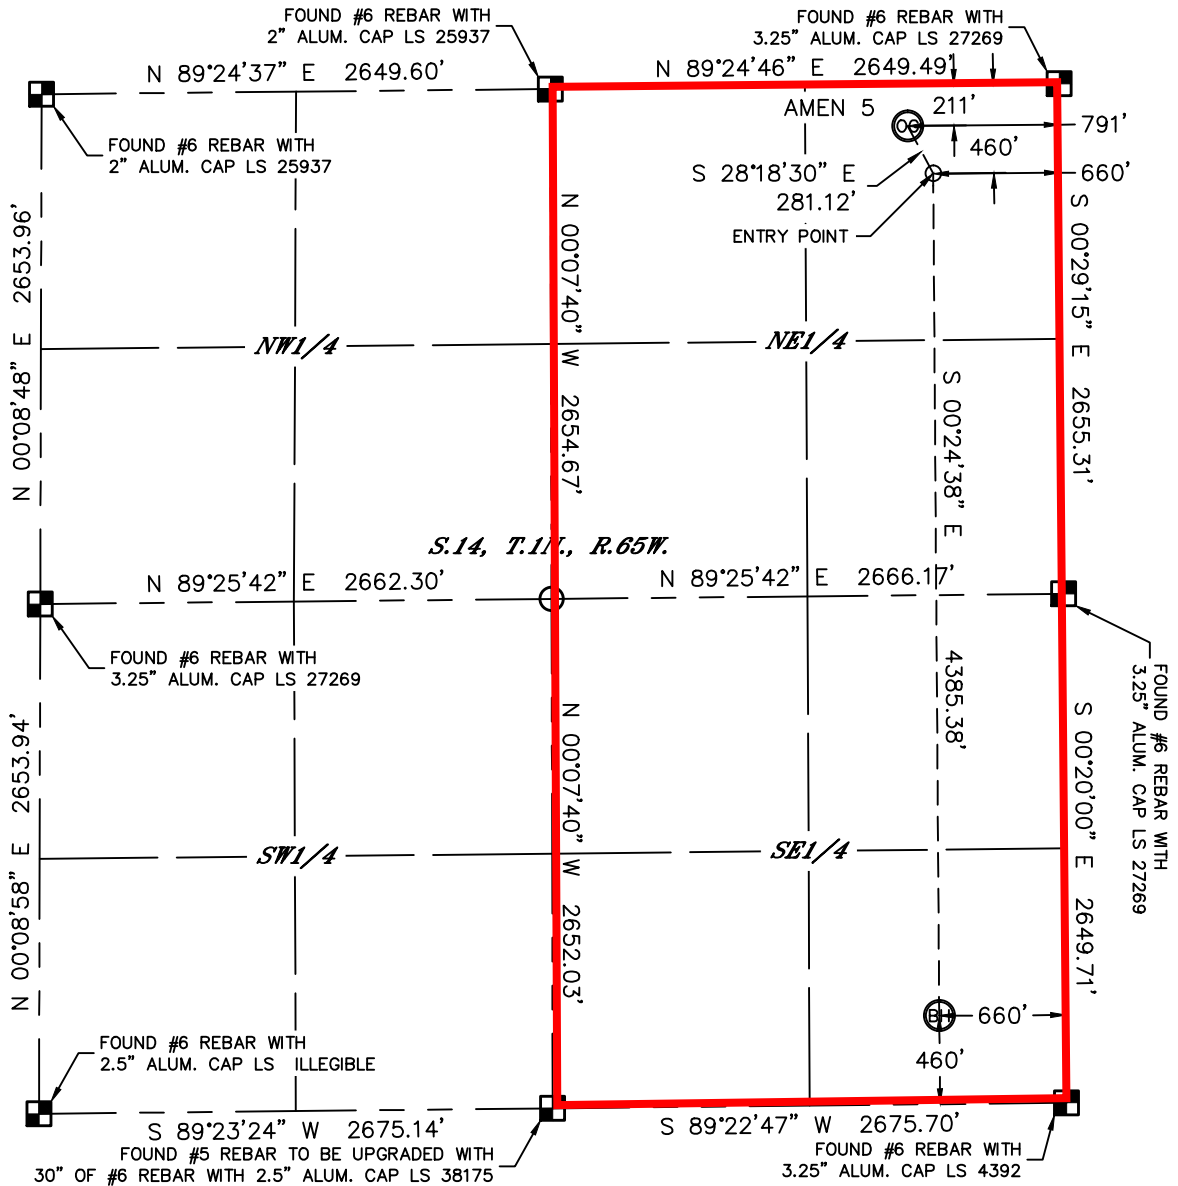 FOUND #6 REBAR WITH
2" ALUM. CAP LS 25937
FOUND #6 REBAR WITH
3.25" ALUM. CAP LS 27269
N 89°24'37" E 2649.60'
N 89°24'46" E 2649.49'
FOUND #6 REBAR WITH
2" ALUM. CAP LS 25937
AMEN 5
OG
211'
791'
460'
660'
S 28°18'30" E
281.12'
ENTRY POINT
N 00°08'48" E 2653.96'
N 00°07'40" W 2654.67'
S 00°29'15" E 2655.31'
NW1/4
NE1/4
S 00°24'38" E 4385.38'
S.14, T.1N., R.65W.
N 89°25'42" E 2662.30'
N 89°25'42" E 2666.17'
FOUND #6 REBAR WITH
3.25" ALUM. CAP LS 27269
FOUND #6 REBAR WITH
3.25" ALUM. CAP LS 27269
N 00°08'58" E 2653.94'
N 00°07'40" W 2652.03'
S 00°20'00" E 2649.71'
SW1/4
SE1/4
BH
660'
460'
FOUND #6 REBAR WITH
2.5" ALUM. CAP LS ILLEGIBLE
S 89°23'24" W 2675.14'
S 89°22'47" W 2675.70'
FOUND #5 REBAR TO BE UPGRADED WITH
30" OF #6 REBAR WITH 2.5" ALUM. CAP LS 38175
FOUND #6 REBAR WITH
3.25" ALUM. CAP LS 4392